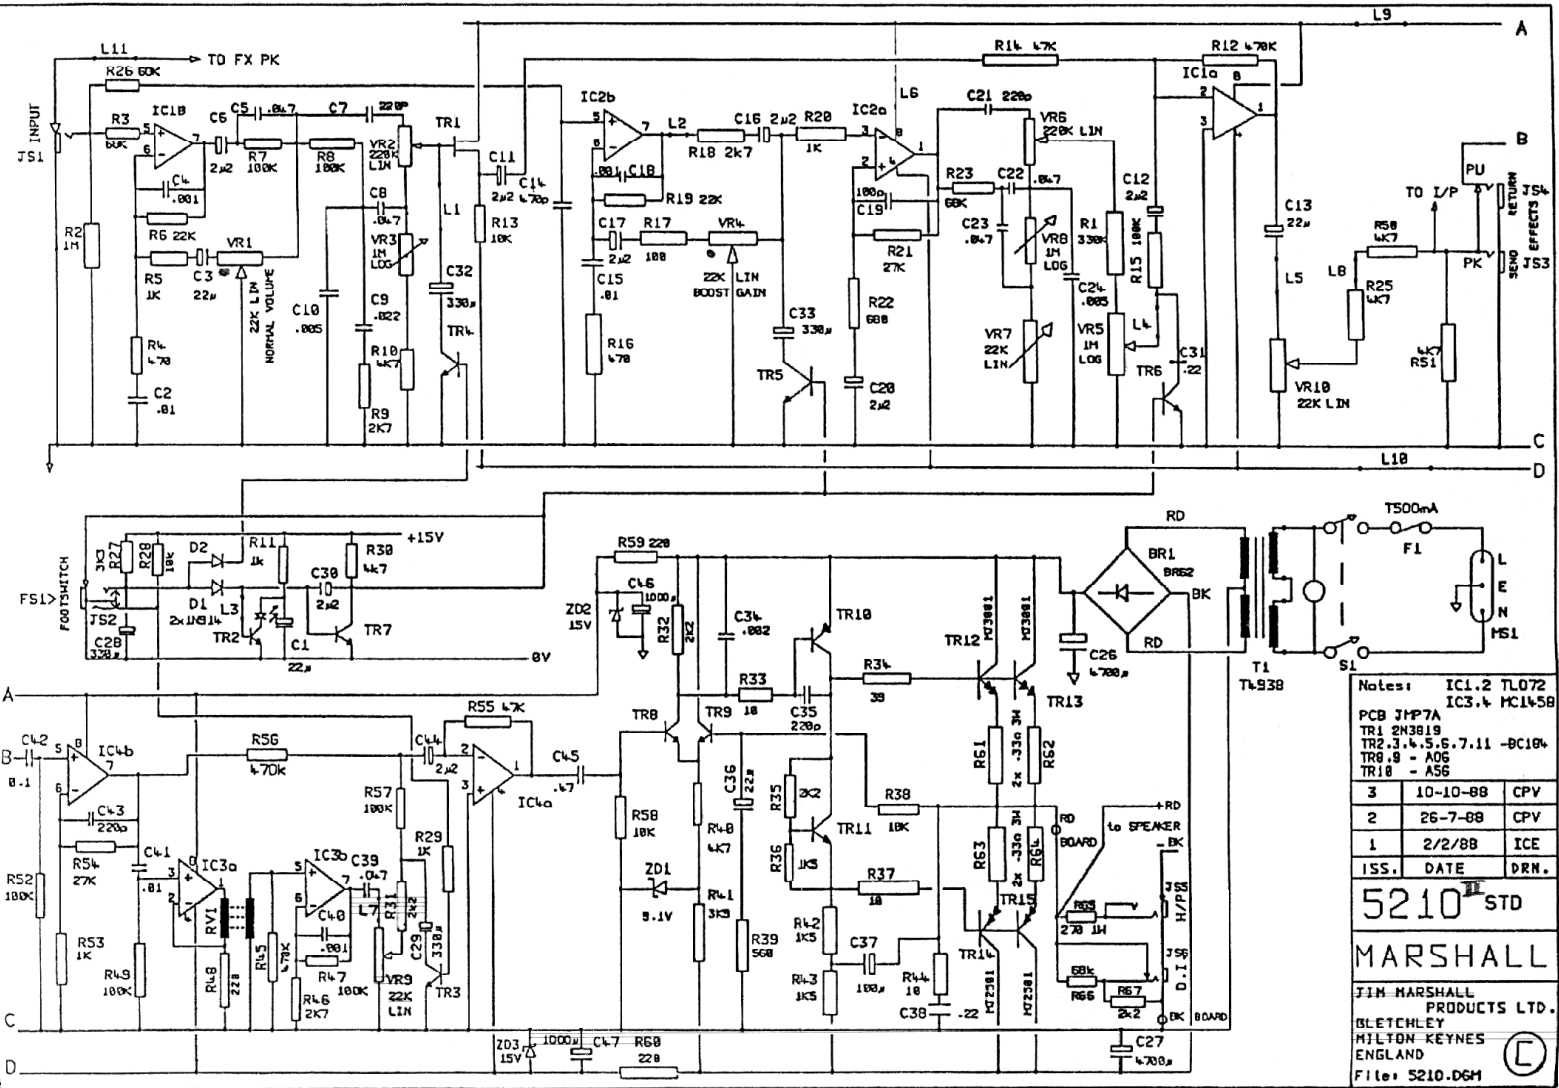 L9
A
L11
TO FX PK
R26 68K
R14 47K
R12 470K
IC1a
INPUT
JS1
R3
68K
IC1B
C6
2µ2
C5 .047
C7 220p
R7
100K
R8
100K
VR2
220K
LIN
TR1
C4
.001
R6 22K
R5
1K
C3
22µ
VR1
22K LIN
NORMAL VOLUME
R2
1M
R4
470
C2
.01
C8
.047
VR3
1M
LOG
L1
C10
.005
C9
.022
R10
4K7
R9
2K7
C32
330µ
TR4
C11
2µ2
R13
10K
C14
470p
IC2b
L2
R18 2k7
C16 2µ2
R20
1K
.001 C18
R19 22K
C17
2µ2
R17
100
VR4
22K LIN
BOOST GAIN
C15
.01
R16
470
C33
330µ
TR5
IC2a
L6
100p
C19
R21
27K
R22
680
C20
2µ2
C21 220p
VR6
220K LIN
R23
68K
C22
.047
C23
.047
VR8
1M
LOG
VR7
22K
LIN
C24
.005
R1
330K
VR5
1M
LOG
C12
2µ2
R15 100K
L4
TR6
C31
.22
C13
22µ
L5
VR10
22K LIN
L8
R25
4K7
R50
4K7
4K7
R51
TO I/P
PU
PK
B
RETURN
JS4
EFFECTS
SEND
JS3
C
L10
D
FOOTSWITCH
FS1>
3K3
R27
R28
10k
D2
D1
2x1N914
JS2
C28
330µ
R11
1k
L3
TR2
C1
22µ
C30
2µ2
R30
4k7
TR7
+15V
0V
R59 220
ZD2
15V
C46
1000µ
R32
2K2
C34
.002
TR10
R33
10
C35
220p
R34
39
TR8
TR9
TR12
MJ3001
MJ3001
TR13
C26
4700µ
RD
BR1
BR62
BK
RD
T1
T4938
T500mA
F1
S1
L
E
N
MS1
A
C42
0.1
B
IC4b
C43
220p
R54
27K
R52
100K
R53
1K
C41
.01
R49
100K
IC3a
RV1
R48
220
R45
470K
IC3b
C40
.001
R47
100K
R46
2K7
C39
.047
L7
R31
2k2
VR9
22K
LIN
R56
470k
R57
100K
C44
2µ2
R55 47K
IC4a
R29
1K
C29
330µ
TR3
C45
.47
R58
10K
ZD1
9.1V
R40
4K7
R41
3K9
C36
22µ
R39
560
R35
2K2
R36
1K5
TR11
R38
10K
R37
10
R42
1K5
R43
1K5
C37
100µ
R44
10
C38 .22
R61
2x .33Ω 3W
R62
R63
2x .33Ω 3W
R64
TR14
TR15
MJ2501
MJ2501
RD
BOARD
to SPEAKER
+RD
- BK
R65
270 1W
JS5
H/P
JS6
D.I
68k
R66
R67
2k2
BK BOARD
C27
4700µ
C
D
ZD3
15V
1000µ
C47
R60
220
Notes: IC1.2 TL072
IC3.4 MC1458
PCB JMP7A
TR1 2N3819
TR2.3.4.5.6.7.11 -BC184
TR8.9 - A06
TR10 - A56
3 10-10-88 CPV
2 26-7-88 CPV
1 2/2/88 ICE
ISS. DATE DRN.
5210 II STD
MARSHALL
JIM MARSHALL
PRODUCTS LTD.
BLETCHLEY
MILTON KEYNES
ENGLAND
File: 5210.DGM
C